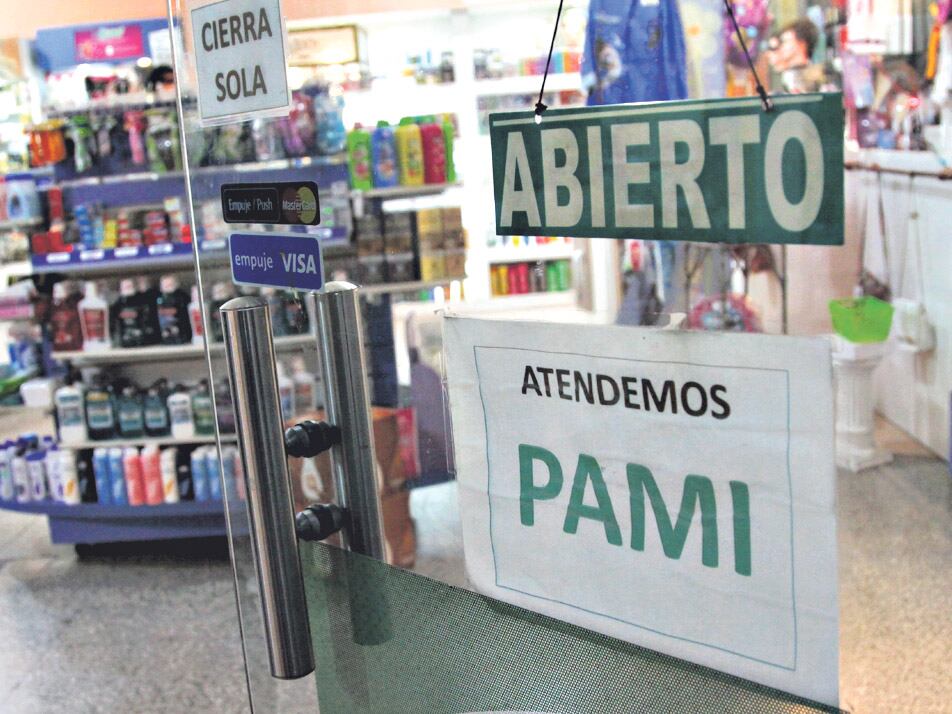 CIERRA
SOLA
ABIERTO
Empuje / Push
MasterCard
empuje VISA
ATENDEMOS
PAMI